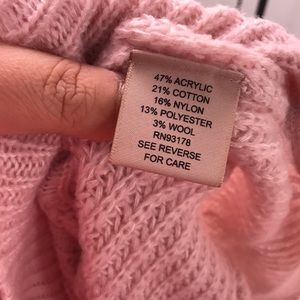 47% ACRYLIC
21% COTTON
16% NYLON
13% POLYESTER
3% WOOL
RN93178
SEE REVERSE
FOR CARE